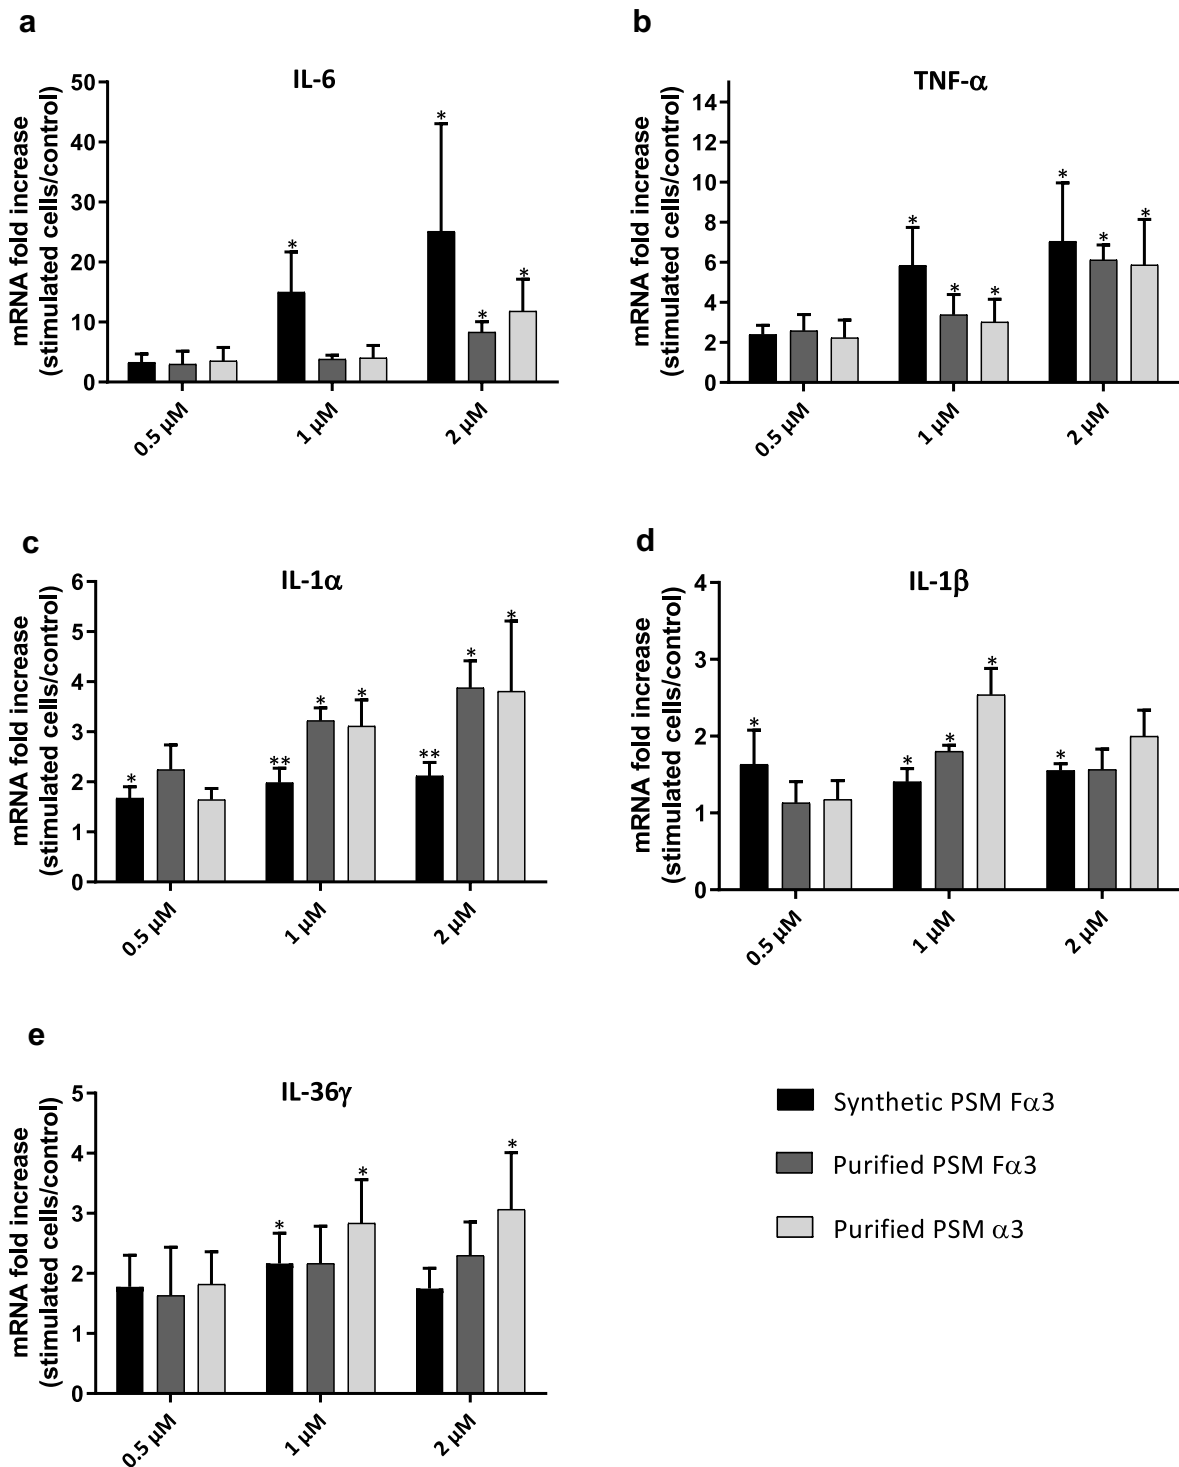 a
IL-6
mRNA fold increase
(stimulated cells/control)
50
40
30
20
10
0
*
*
*
*
0.5 µM
1 µM
2 µM
b
TNF-α
mRNA fold increase
(stimulated cells/control)
14
12
10
8
6
4
2
0
*
*
*
*
*
*
0.5 µM
1 µM
2 µM
c
IL-1α
mRNA fold increase
(stimulated cells/control)
6
5
4
3
2
1
0
*
**
*
*
**
*
*
0.5 µM
1 µM
2 µM
d
IL-1β
mRNA fold increase
(stimulated cells/control)
4
3
2
1
0
*
*
*
*
*
0.5 µM
1 µM
2 µM
e
IL-36γ
mRNA fold increase
(stimulated cells/control)
5
4
3
2
1
0
*
*
*
0.5 µM
1 µM
2 µM
Synthetic PSM Fα3
Purified PSM Fα3
Purified PSM α3